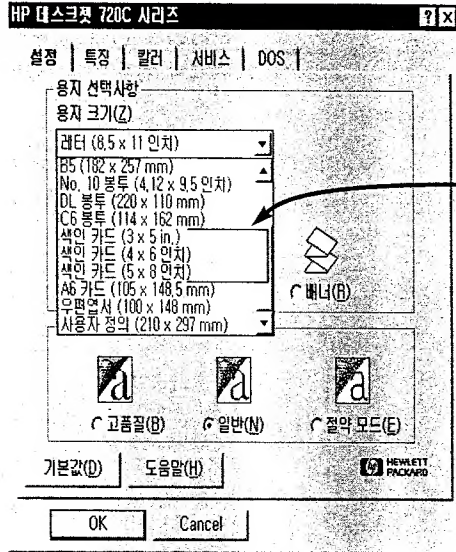 HP 데스크젯 720C 시리즈
설정 특징 칼러 서비스 DOS
용지 선택사항
용지 크기(Z)
레터 (8,5 x 11 인치)
B5 (182 x 257 mm)
No. 10 봉투 (4,12 x 9,5 인치)
DL 봉투 (220 x 110 mm)
C6 봉투 (114 x 162 mm)
색인 카드 (3 x 5 in,)
색인 카드 (4 x 6 인치)
색인 카드 (5 x 8 인치)
A6 카드 (105 x 148,5 mm)
우편엽서 (100 x 148 mm)
사용자 정의 (210 x 297 mm)
배너(R)
고품질(B) 일반(N) 절약 모드(E)
기본값(D) 도움말(H) hp HEWLETT PACKARD
OK Cancel